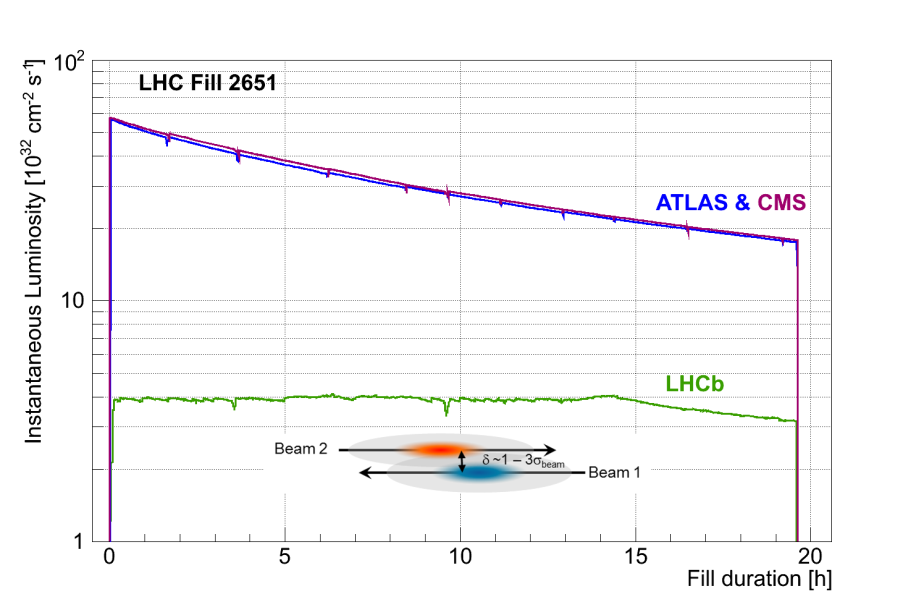 Instantaneous Luminosity [10³² cm⁻² s⁻¹]
10²
10
1
LHC Fill 2651
ATLAS & CMS
LHCb
Beam 2
δ ~1 – 3σbeam
Beam 1
0 5 10 15 20
Fill duration [h]